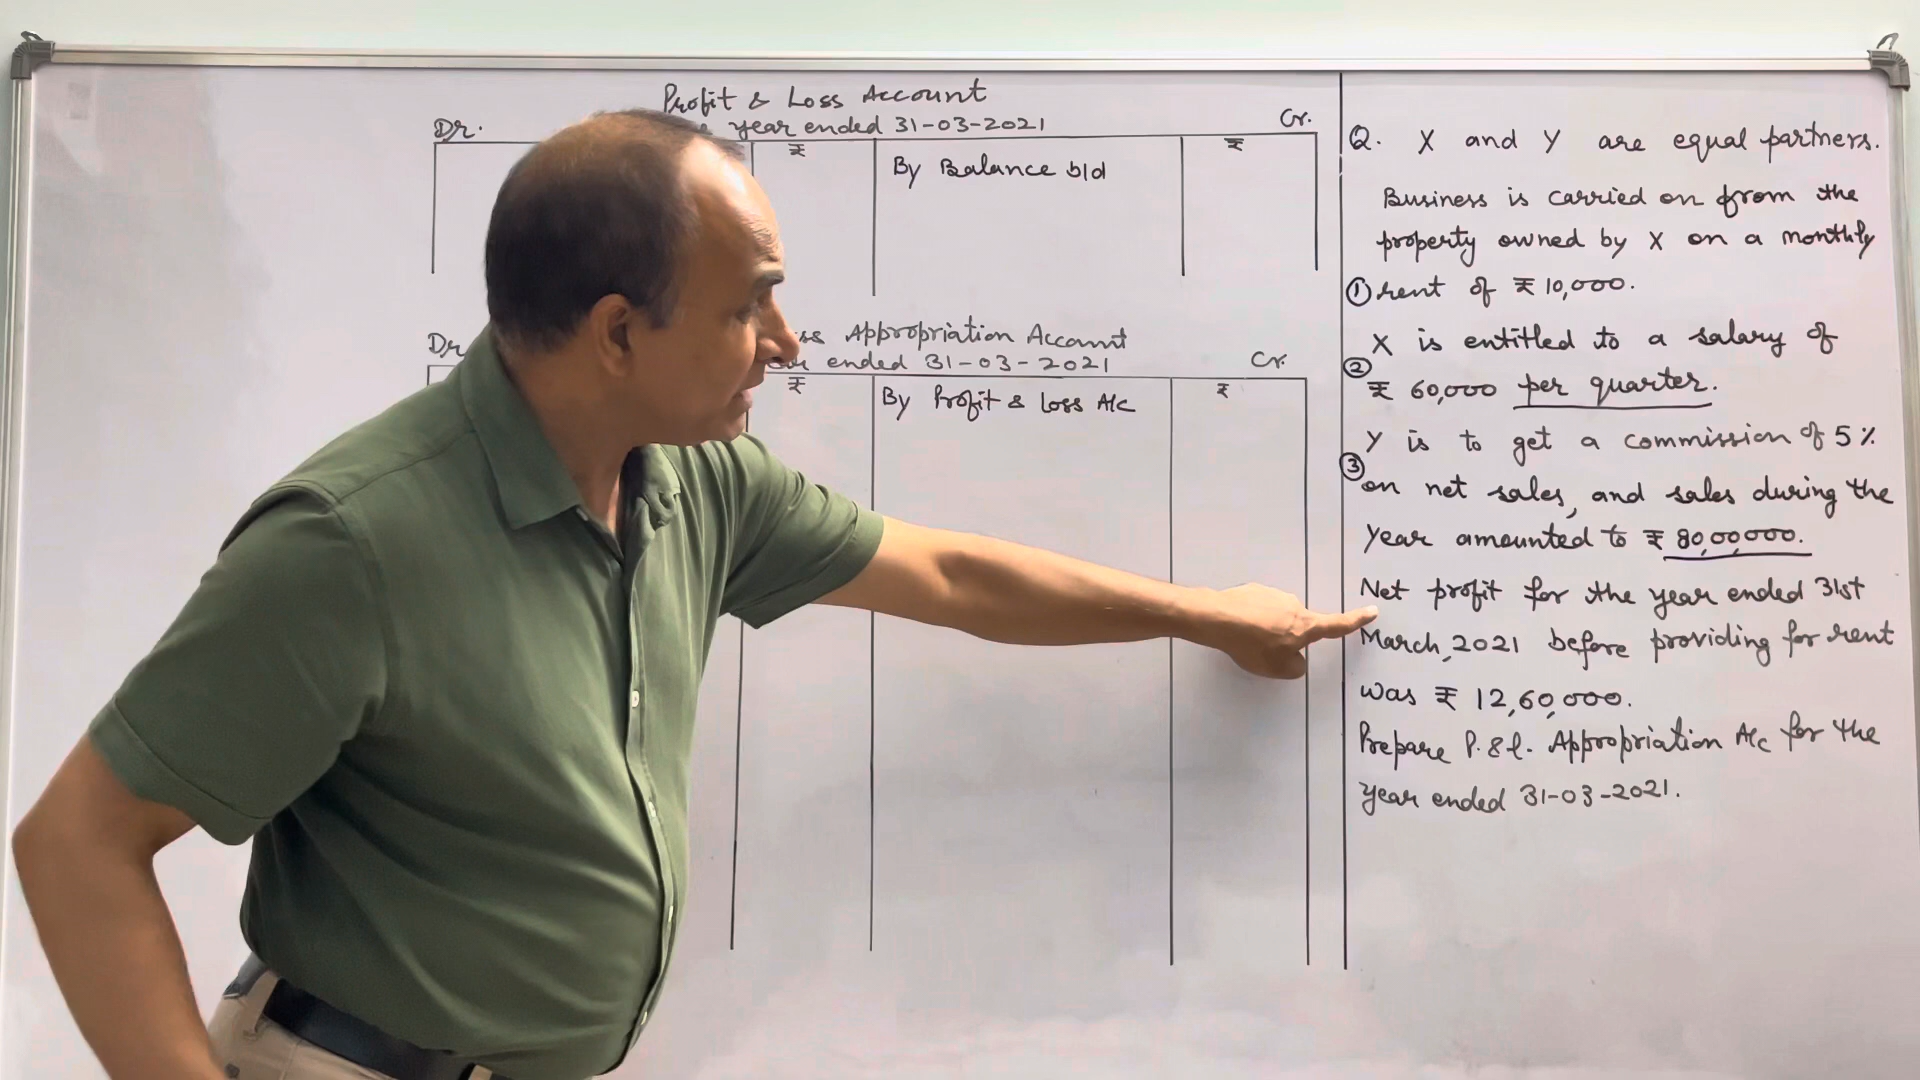 Profit & Loss Account
year ended 31-03-2021
Dr.
Cr.
₹
₹
By Balance b/d
Appropriation Account
ended 31-03-2021
Dr
Cr.
₹
₹
By Profit & Loss A/c
Q. X and Y are equal partners.
Business is carried on from the
property owned by X on a monthly
① rent of ₹ 10,000.
X is entitled to a salary of
② ₹ 60,000 per quarter.
Y is to get a commission of 5%
③ on net sales, and sales during the
year amounted to ₹ 80,00,000.
Net profit for the year ended 31st
March, 2021 before providing for rent
was ₹ 12,60,000.
Prepare P. & L. Appropriation A/c for the
year ended 31-03-2021.